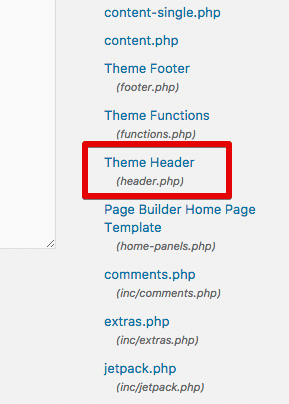 content-single.php
content.php
Theme Footer
(footer.php)
Theme Functions
(functions.php)
Theme Header
(header.php)
Page Builder Home Page
Template
(home-panels.php)
comments.php
(inc/comments.php)
extras.php
(inc/extras.php)
jetpack.php
(inc/jetpack.php)